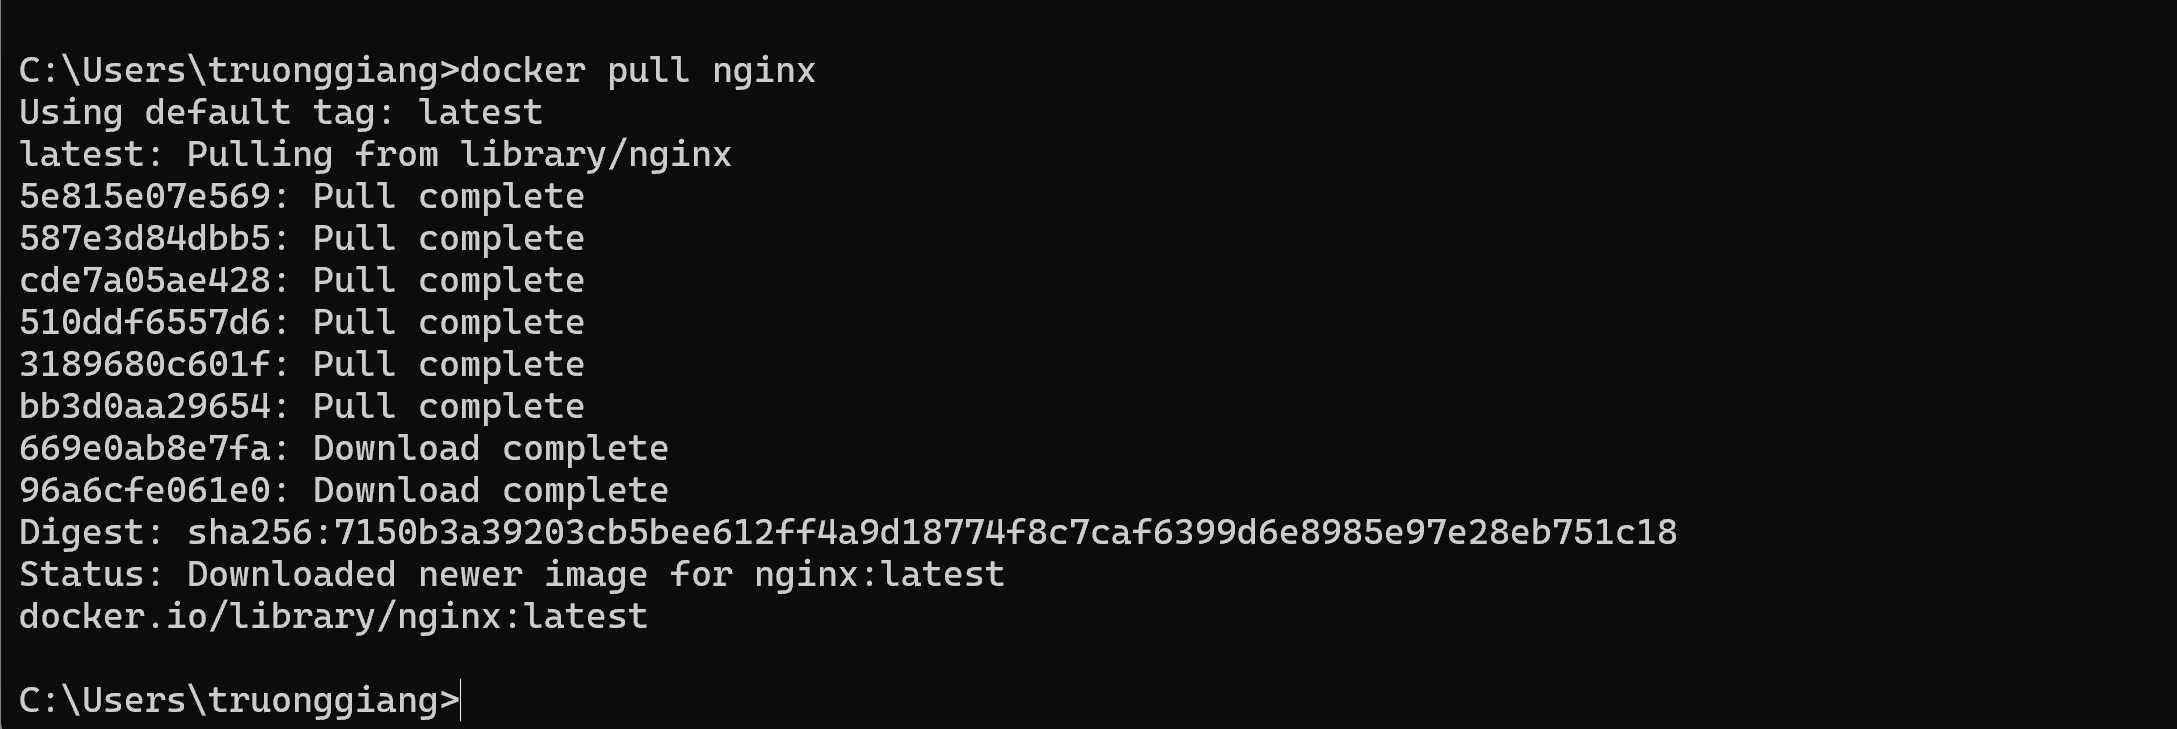 C:\Users\truonggiang>docker pull nginx
Using default tag: latest
latest: Pulling from library/nginx
5e815e07e569: Pull complete
587e3d84dbb5: Pull complete
cde7a05ae428: Pull complete
510ddf6557d6: Pull complete
3189680c601f: Pull complete
bb3d0aa29654: Pull complete
669e0ab8e7fa: Download complete
96a6cfe061e0: Download complete
Digest: sha256:7150b3a39203cb5bee612ff4a9d18774f8c7caf6399d6e8985e97e28eb751c18
Status: Downloaded newer image for nginx:latest
docker.io/library/nginx:latest
C:\Users\truonggiang>